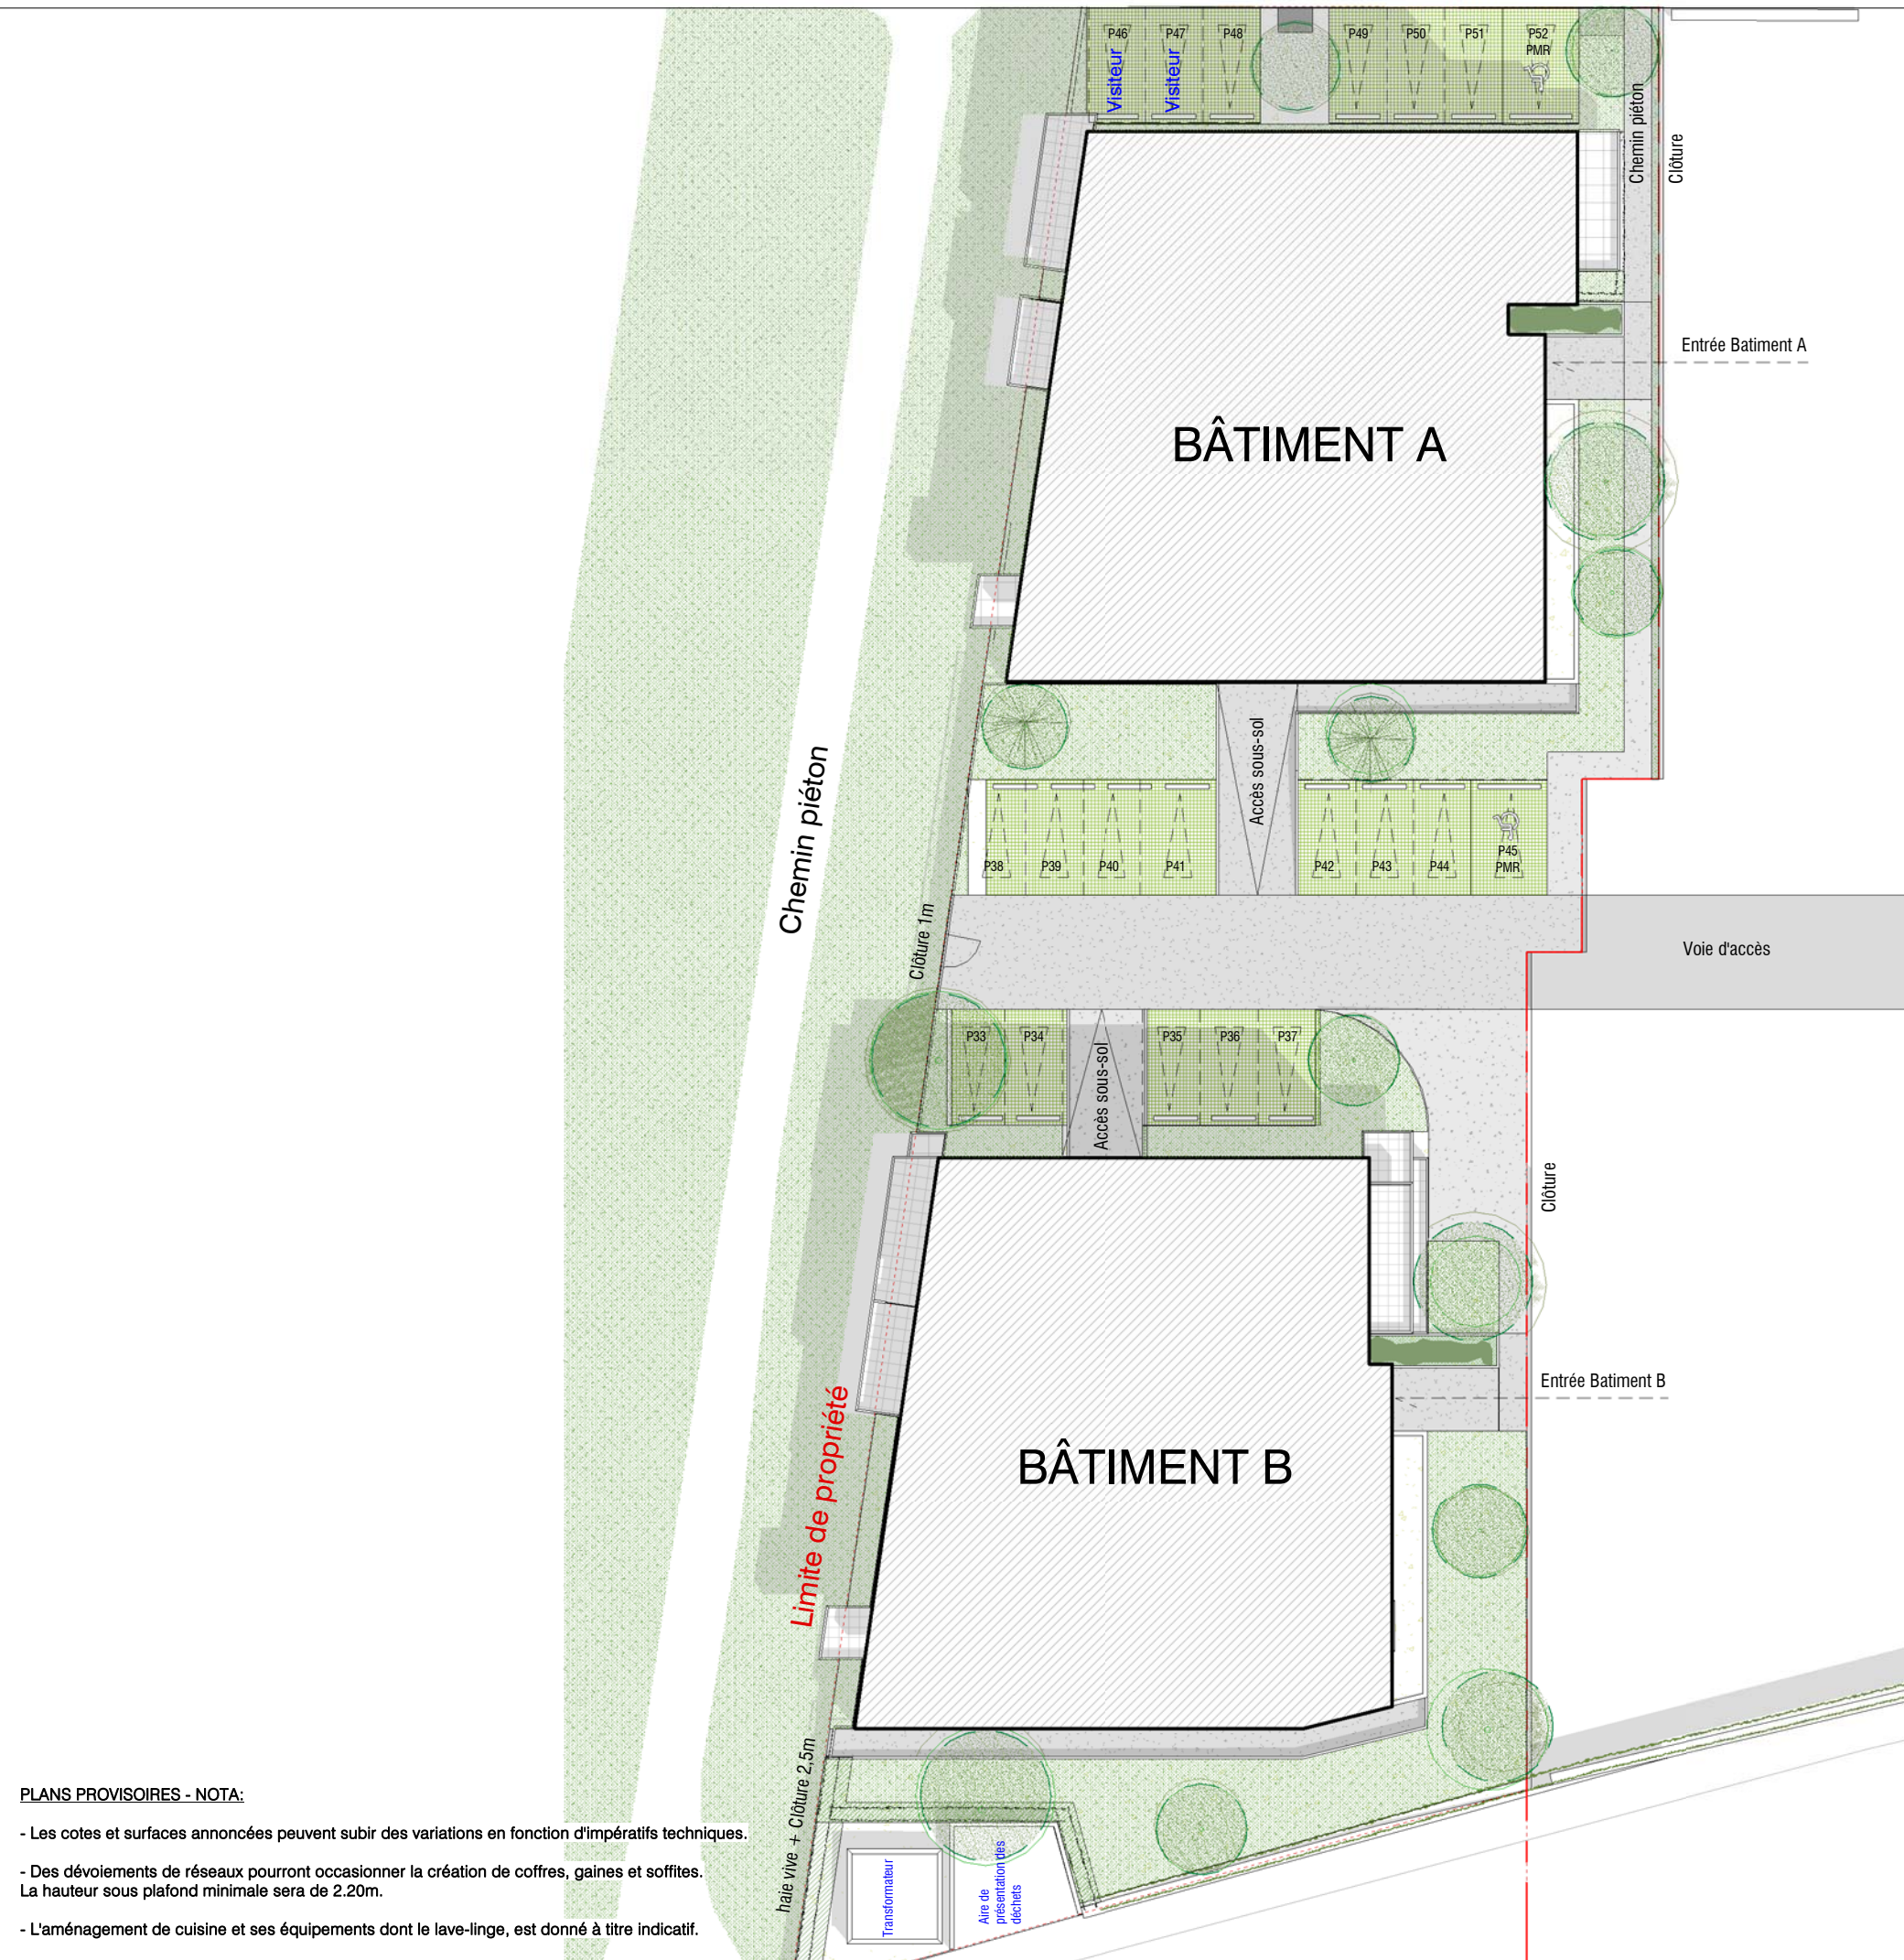 P46
P47
P48
P49
P50
P51
P52
PMR
Visiteur
Visiteur
Chemin piéton
Clôture
Entrée Batiment A
BÂTIMENT A
Accès sous-sol
Chemin piéton
P38
P39
P40
P41
P42
P43
P44
P45
PMR
Clôture 1m
Voie d'accès
P33
P34
P35
P36
P37
Accès sous-sol
Clôture
Entrée Batiment B
BÂTIMENT B
Limite de propriété
haie vive + Clôture 2,5m
Transformateur
Aire de
présentation des
déchets
PLANS PROVISOIRES - NOTA:
- Les cotes et surfaces annoncées peuvent subir des variations en fonction d'impératifs techniques.
- Des dévoiements de réseaux pourront occasionner la création de coffres, gaines et soffites.
La hauteur sous plafond minimale sera de 2.20m.
- L'aménagement de cuisine et ses équipements dont le lave-linge, est donné à titre indicatif.